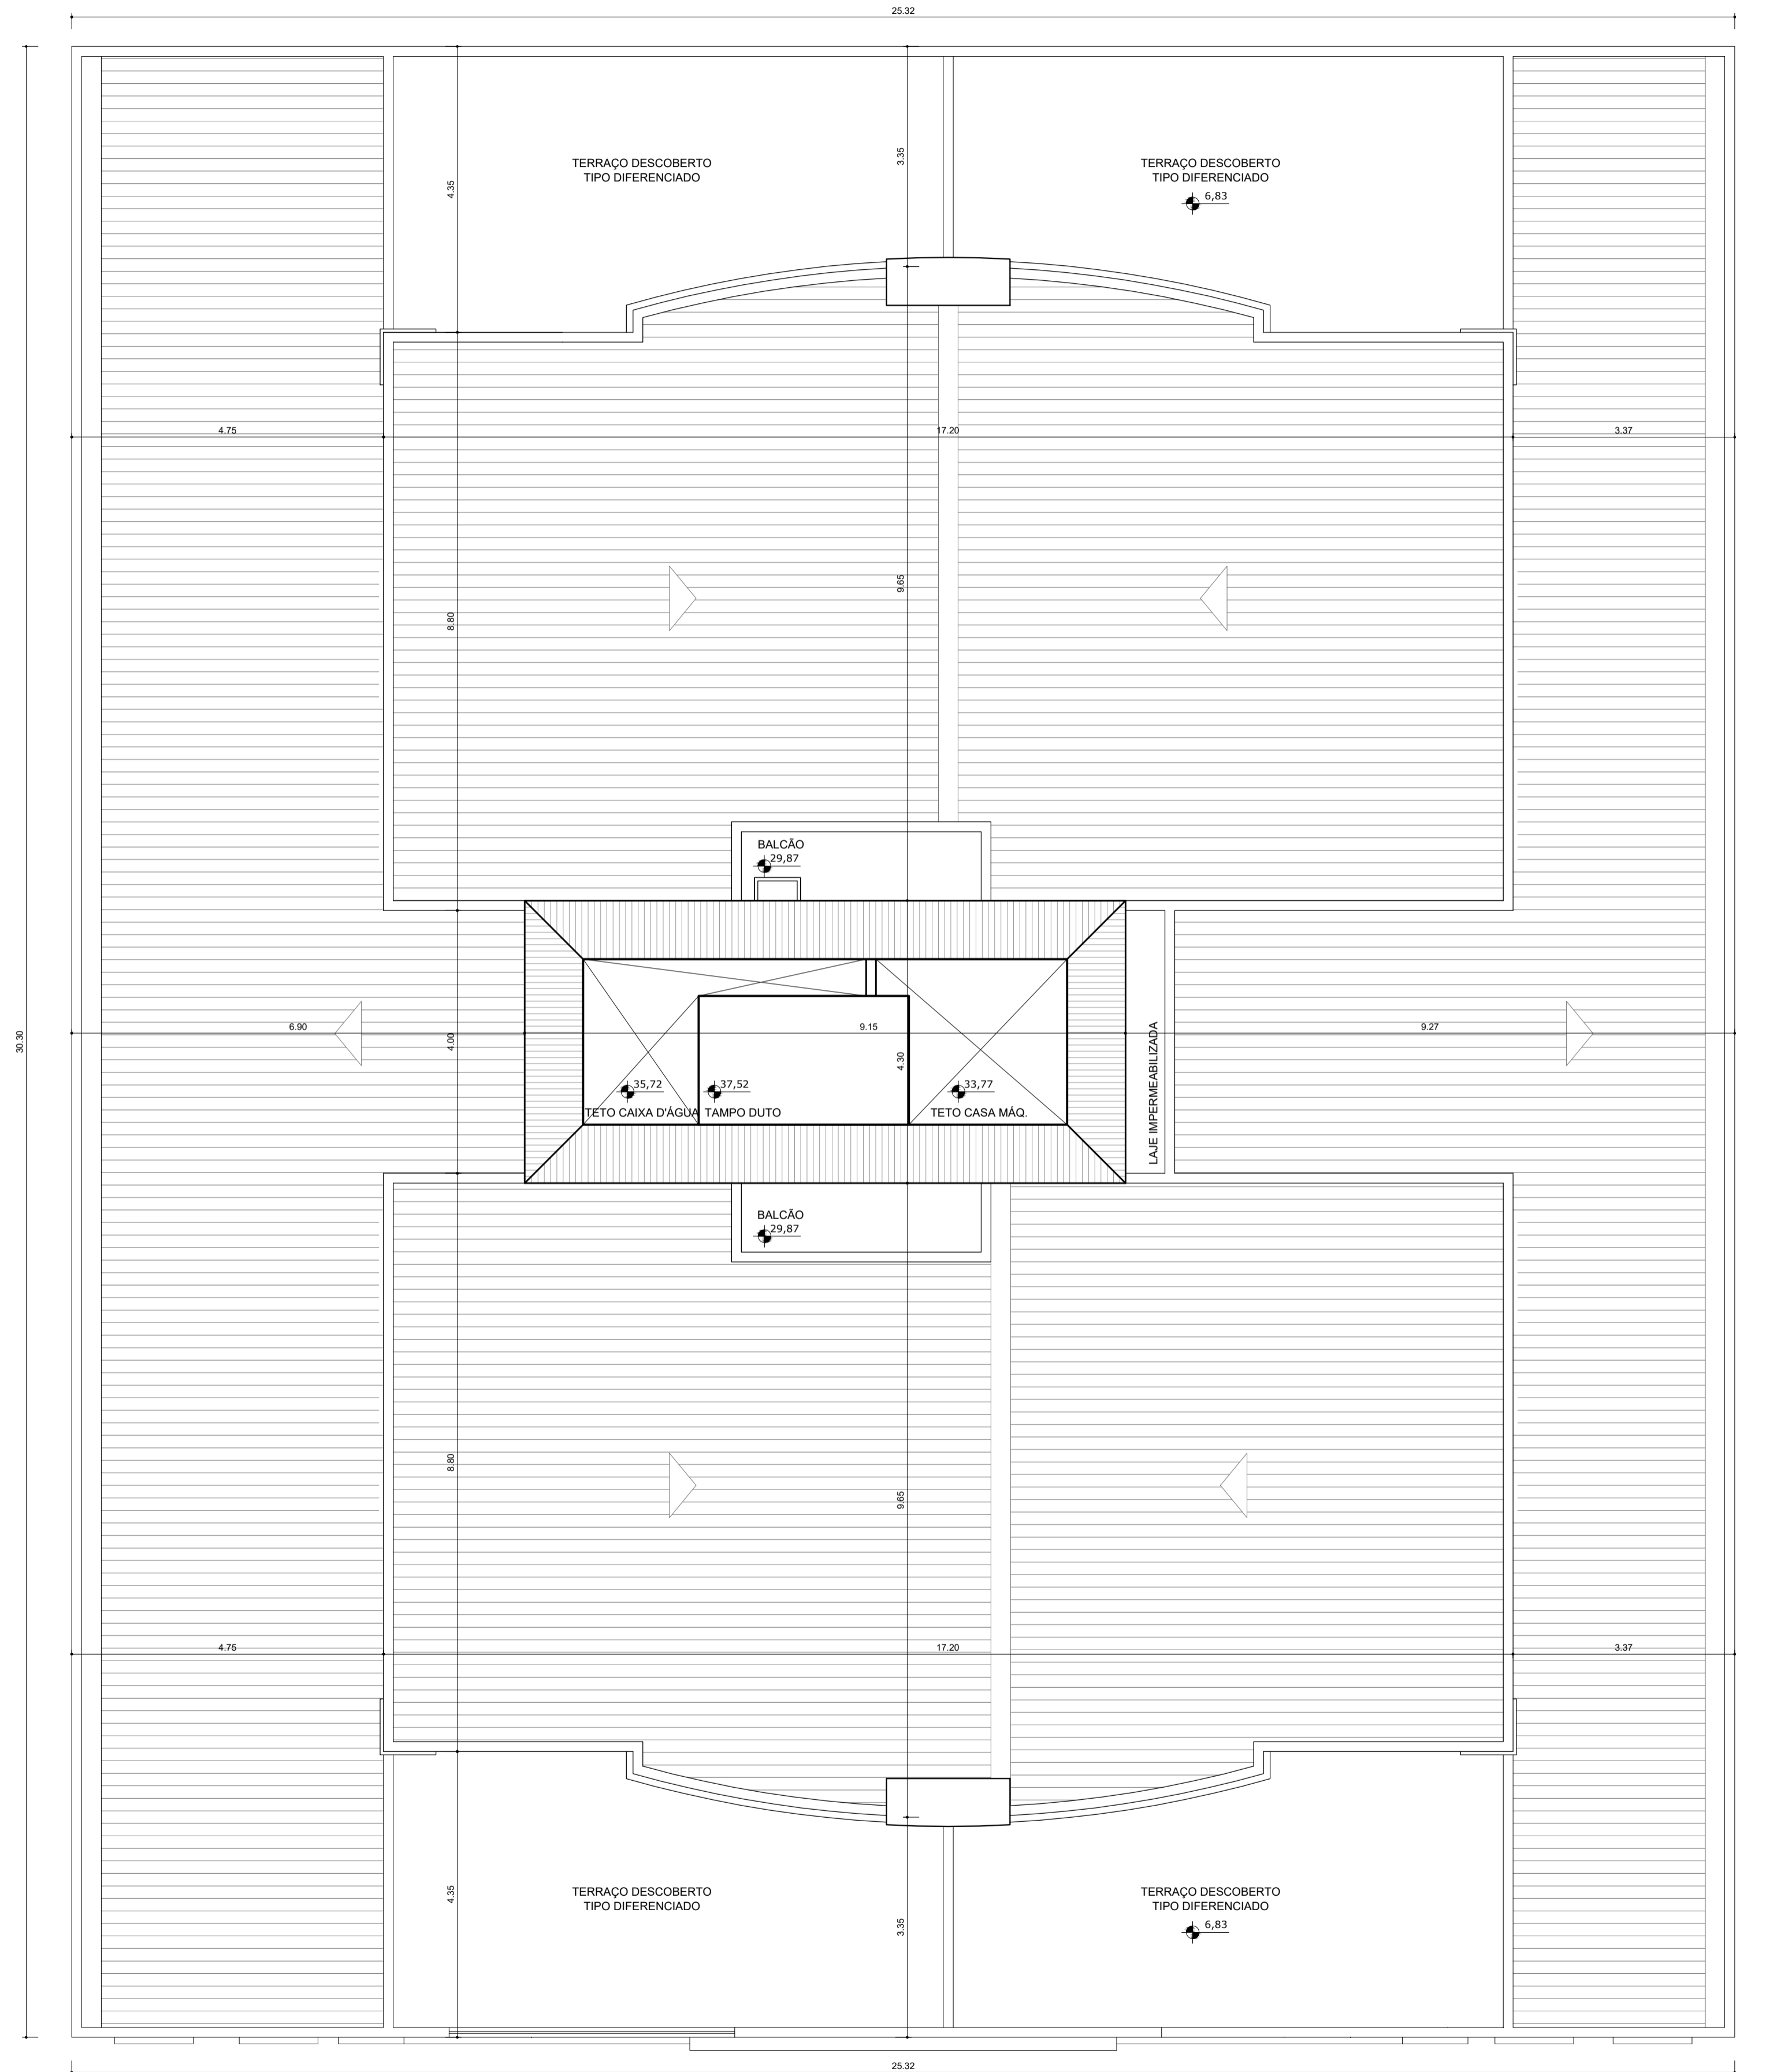 25.32
TERRAÇO DESCOBERTO
TIPO DIFERENCIADO
TERRAÇO DESCOBERTO
TIPO DIFERENCIADO
6,83
4.35
3.35
4.75
17.20
3.37
9.65
8.80
BALCÃO
29,87
30.30
6.90
4.00
9.15
4.30
9.27
LAJE IMPERMEABILIZADA
35,72
TETO CAIXA D'ÁGUA
37,52
TAMPO DUTO
33,77
TETO CASA MÁQ.
BALCÃO
29,87
8.80
9.65
4.75
17.20
3.37
4.35
3.35
TERRAÇO DESCOBERTO
TIPO DIFERENCIADO
TERRAÇO DESCOBERTO
TIPO DIFERENCIADO
6,83
25.32